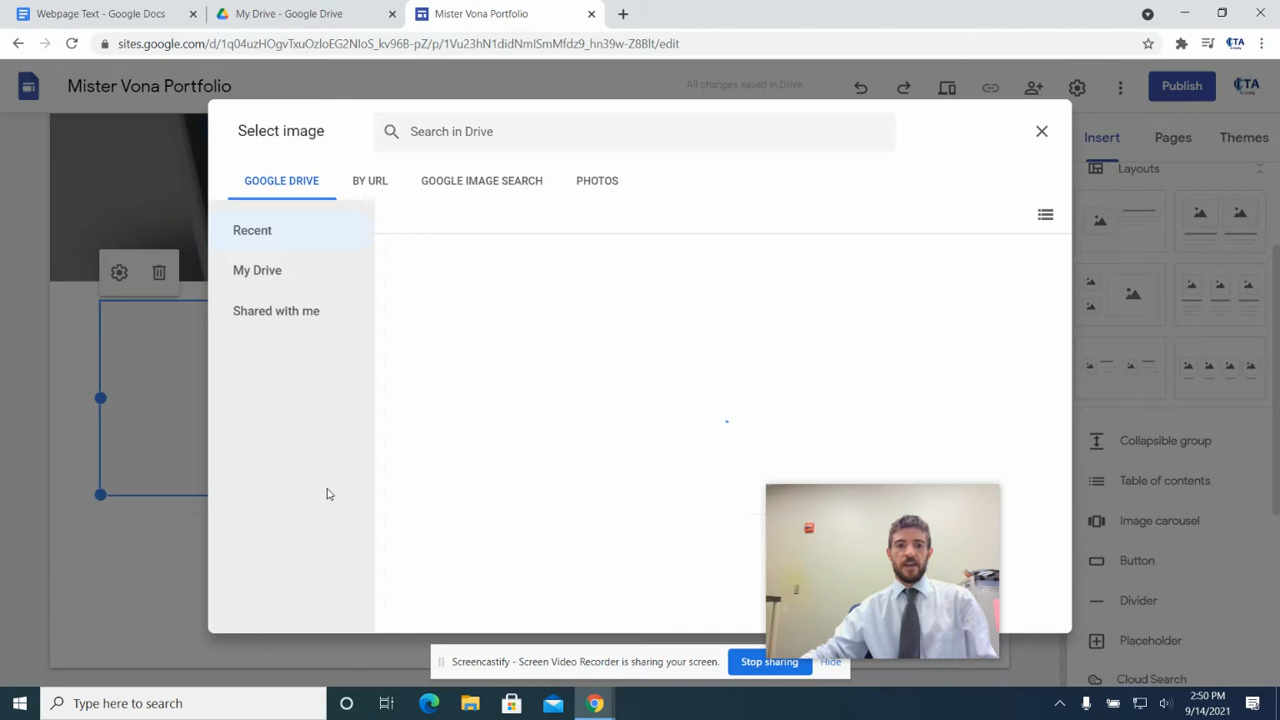 Webpage Text - Google Docs
My Drive - Google Drive
Mister Vona Portfolio
sites.google.com/d/1q04uzHOgvTxuOzloEG2NIoS_kv96B-pZ/p/1Vu23hN1didNmISmMfdz9_hn39w-Z8Blt/edit
Mister Vona Portfolio
All changes saved in Drive
Publish
Select image
Search in Drive
Insert
Pages
Themes
Layouts
GOOGLE DRIVE
BY URL
GOOGLE IMAGE SEARCH
PHOTOS
Recent
My Drive
Shared with me
Collapsible group
Table of contents
Image carousel
Button
Divider
Placeholder
Cloud Search
Screencastify - Screen Video Recorder is sharing your screen.
Stop sharing
Hide
Type here to search
2:50 PM
9/14/2021